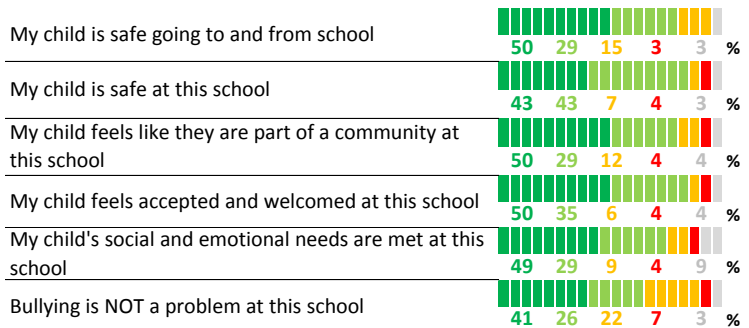 My child is safe going to and from school
50 29 15 3 3 %
My child is safe at this school
43 43 7 4 3 %
My child feels like they are part of a community at
this school
50 29 12 4 4 %
My child feels accepted and welcomed at this school
50 35 6 4 4 %
My child's social and emotional needs are met at this
school
49 29 9 4 9 %
Bullying is NOT a problem at this school
41 26 22 7 3 %